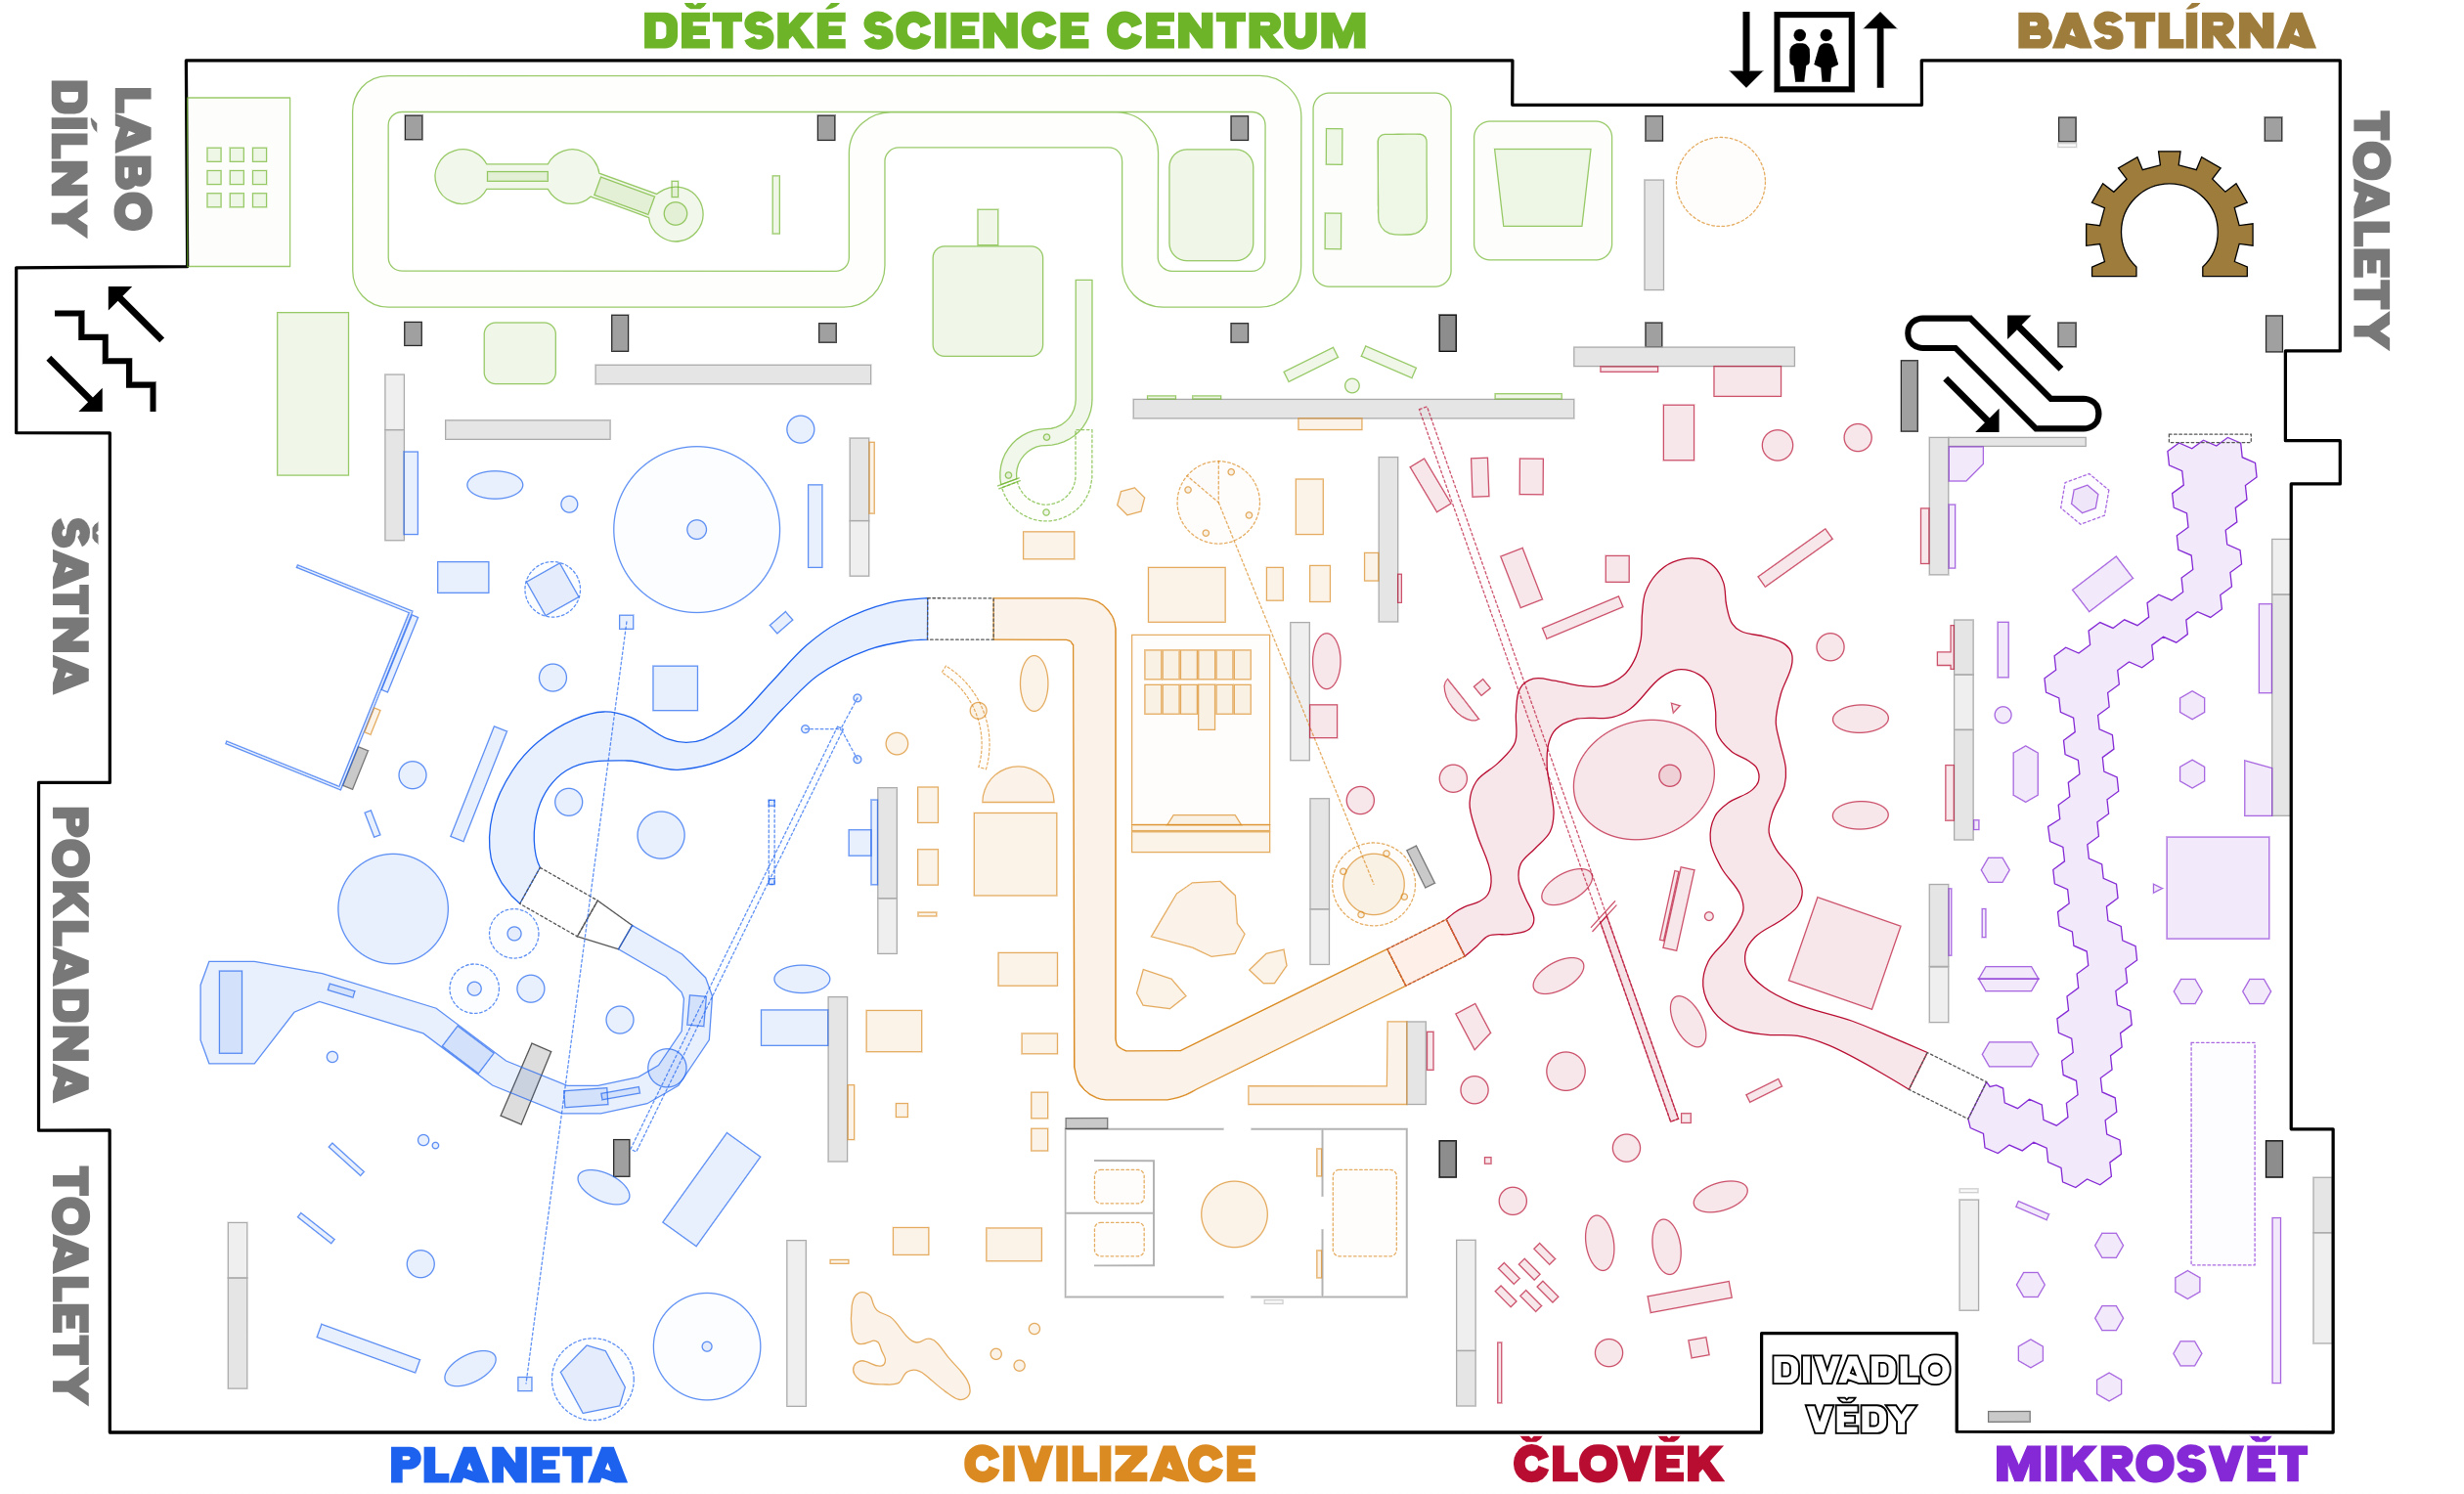 DĚTSKÉ SCIENCE CENTRUM
BASTLÍRNA
LABO
DÍLNY
TOALETY
ŠATNA
POKLADNA
TOALETY
DIVADLO
VĚDY
PLANETA
CIVILIZACE
ČLOVĚK
MIKROSVĚT